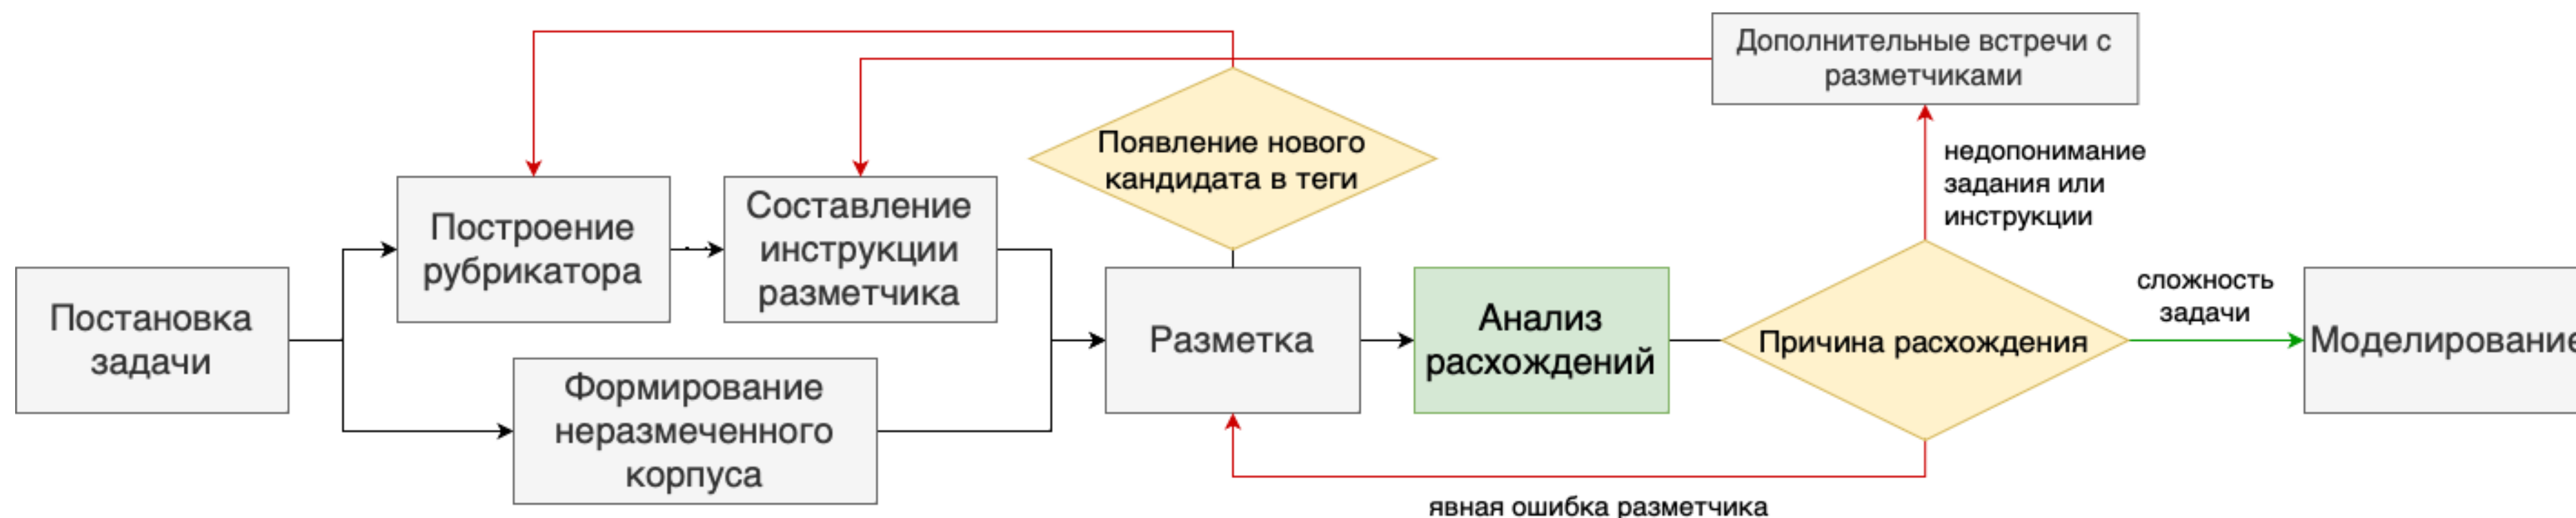 Постановка
задачи
Построение
рубрикатора
Составление
инструкции
разметчика
Формирование
неразмеченного
корпуса
Появление нового
кандидата в теги
Разметка
Анализ
расхождений
Причина расхождения
Дополнительные встречи с
разметчиками
недопонимание
задания или
инструкции
сложность
задачи
Моделирование
явная ошибка разметчика